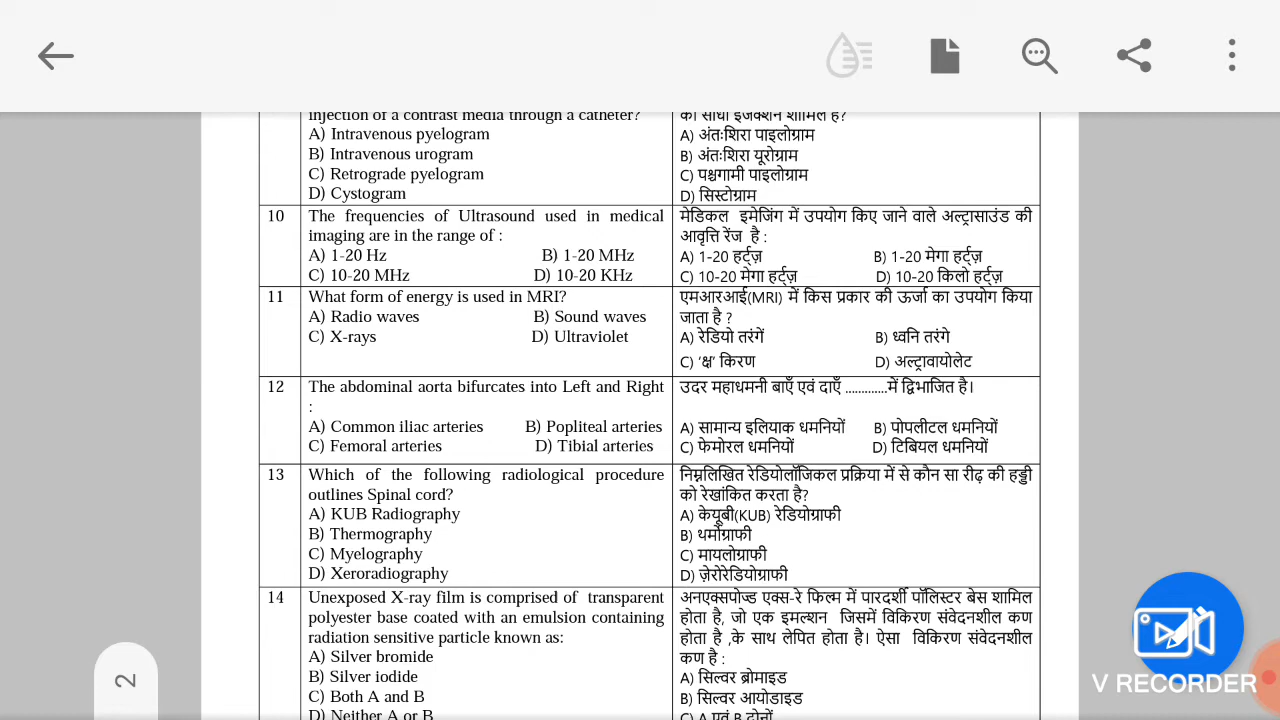 injection of a contrast media through a catheter?
A) Intravenous pyelogram
B) Intravenous urogram
C) Retrograde pyelogram
D) Cystogram
का सीधा इंजेक्शन शामिल है?
A) अंतःशिरा पाइलोग्राम
B) अंतःशिरा यूरोग्राम
C) पश्चगामी पाइलोग्राम
D) सिस्टोग्राम
10
The frequencies of Ultrasound used in medical
imaging are in the range of :
A) 1-20 Hz B) 1-20 MHz
C) 10-20 MHz D) 10-20 KHz
मेडिकल इमेजिंग में उपयोग किए जाने वाले अल्ट्रासाउंड की
आवृत्ति रेंज है :
A) 1-20 हर्ट्ज़ B) 1-20 मेगा हर्ट्ज़
C) 10-20 मेगा हर्ट्ज़ D) 10-20 किलो हर्ट्ज़
11
What form of energy is used in MRI?
A) Radio waves B) Sound waves
C) X-rays D) Ultraviolet
एमआरआई(MRI) में किस प्रकार की ऊर्जा का उपयोग किया
जाता है ?
A) रेडियो तरंगें B) ध्वनि तरंगे
C) ‘क्ष’ किरण D) अल्ट्रावायोलेट
12
The abdominal aorta bifurcates into Left and Right
:
A) Common iliac arteries B) Popliteal arteries
C) Femoral arteries D) Tibial arteries
उदर महाधमनी बाएँ एवं दाएँ .............में द्विभाजित है।
A) सामान्य इलियाक धमनियों B) पोपलीटल धमनियों
C) फेमोरल धमनियों D) टिबियल धमनियों
13
Which of the following radiological procedure
outlines Spinal cord?
A) KUB Radiography
B) Thermography
C) Myelography
D) Xeroradiography
निम्नलिखित रेडियोलॉजिकल प्रक्रिया में से कौन सा रीढ़ की हड्डी
को रेखांकित करता है?
A) केयूबी(KUB) रेडियोग्राफी
B) थर्मोग्राफी
C) मायलोग्राफी
D) ज़ेरोरेडियोग्राफी
14
Unexposed X-ray film is comprised of transparent
polyester base coated with an emulsion containing
radiation sensitive particle known as:
A) Silver bromide
B) Silver iodide
C) Both A and B
D) Neither A or B
अनएक्सपोज्ड एक्स-रे फिल्म में पारदर्शी पॉलिस्टर बेस शामिल
होता है, जो एक इमल्शन जिसमें विकिरण संवेदनशील कण
होता है ,के साथ लेपित होता है। ऐसा विकिरण संवेदनशील
कण है :
A) सिल्वर ब्रोमाइड
B) सिल्वर आयोडाइड
C) A एवं B दोनों
2
V RECORDER